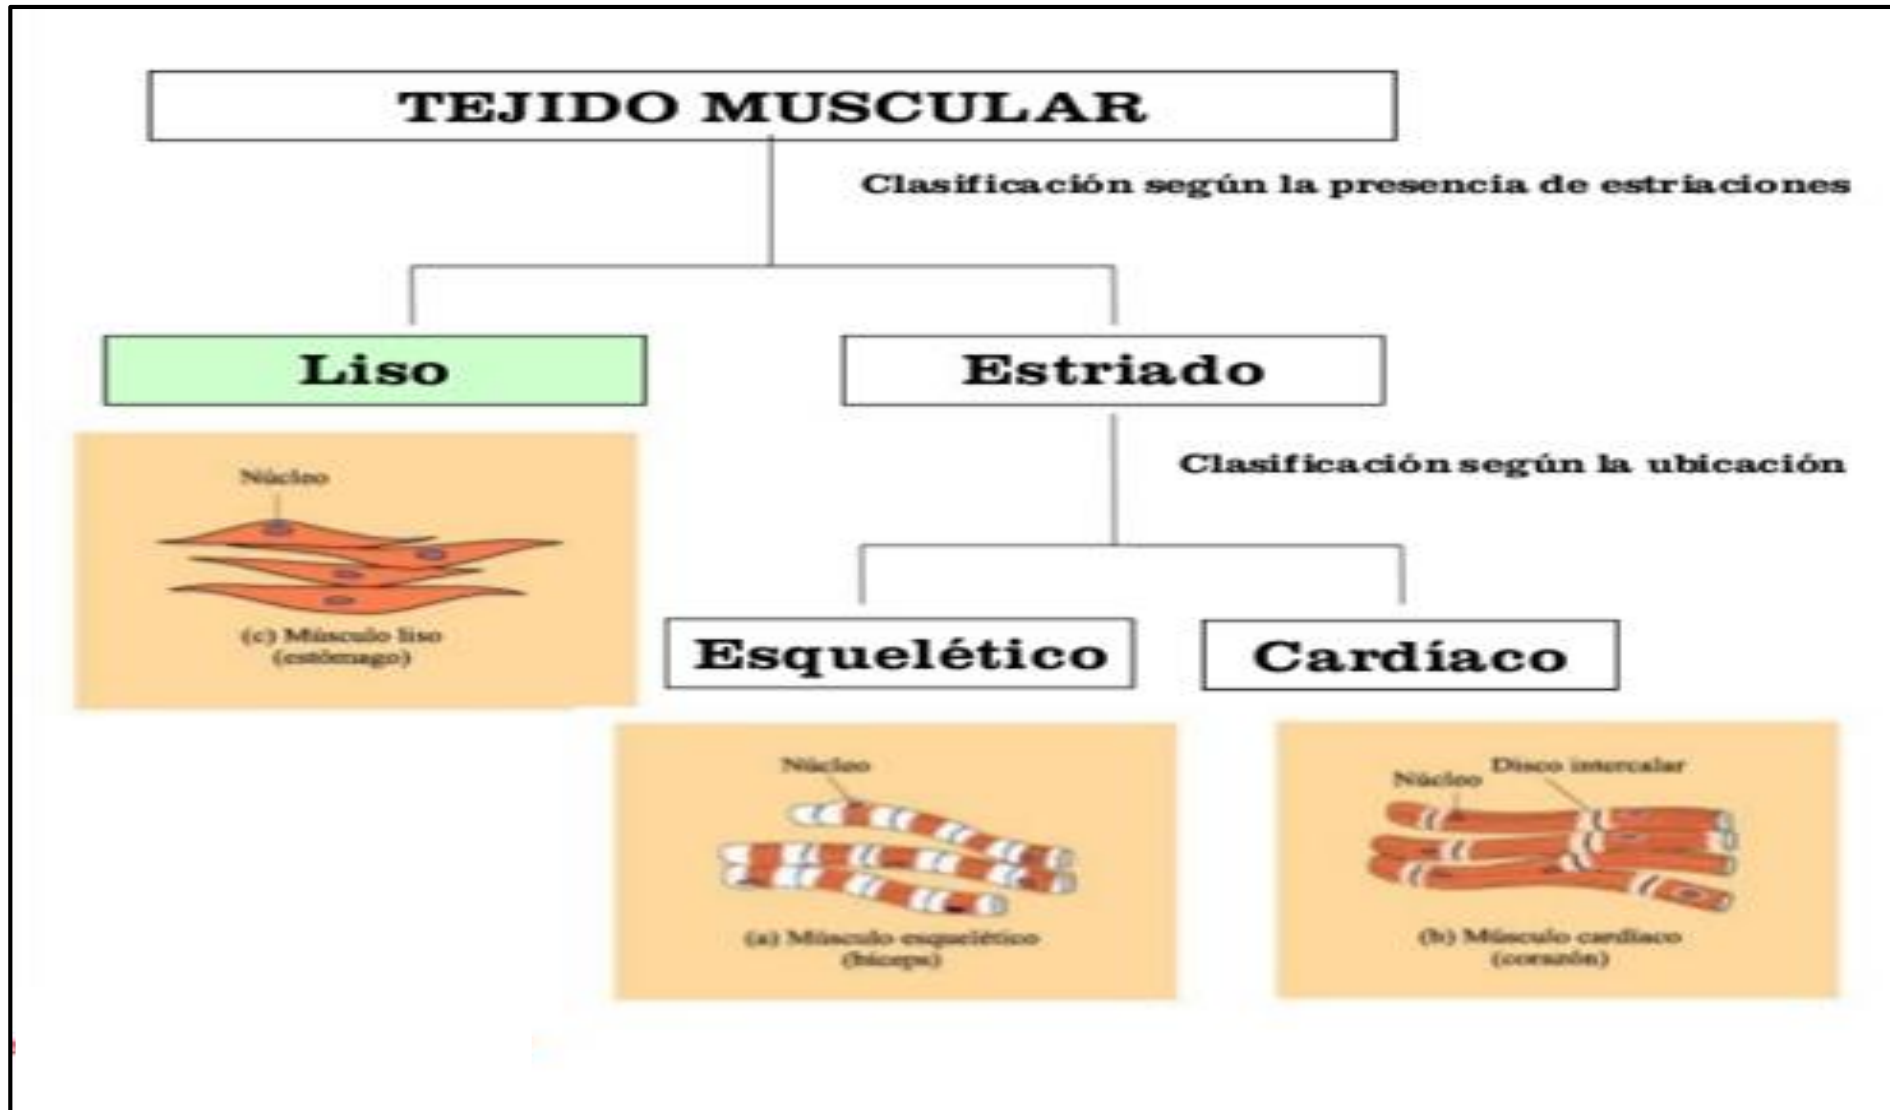 TEJIDO MUSCULAR
Clasificación según la presencia de estriaciones
Liso
Estriado
Clasificación según la ubicación
Núcleo
(c) Músculo liso
(estómago)
Esquelético
Cardíaco
Núcleo
(a) Músculo esquelético
(bíceps)
Disco intercalar
Núcleo
(b) Músculo cardíaco
(corazón)